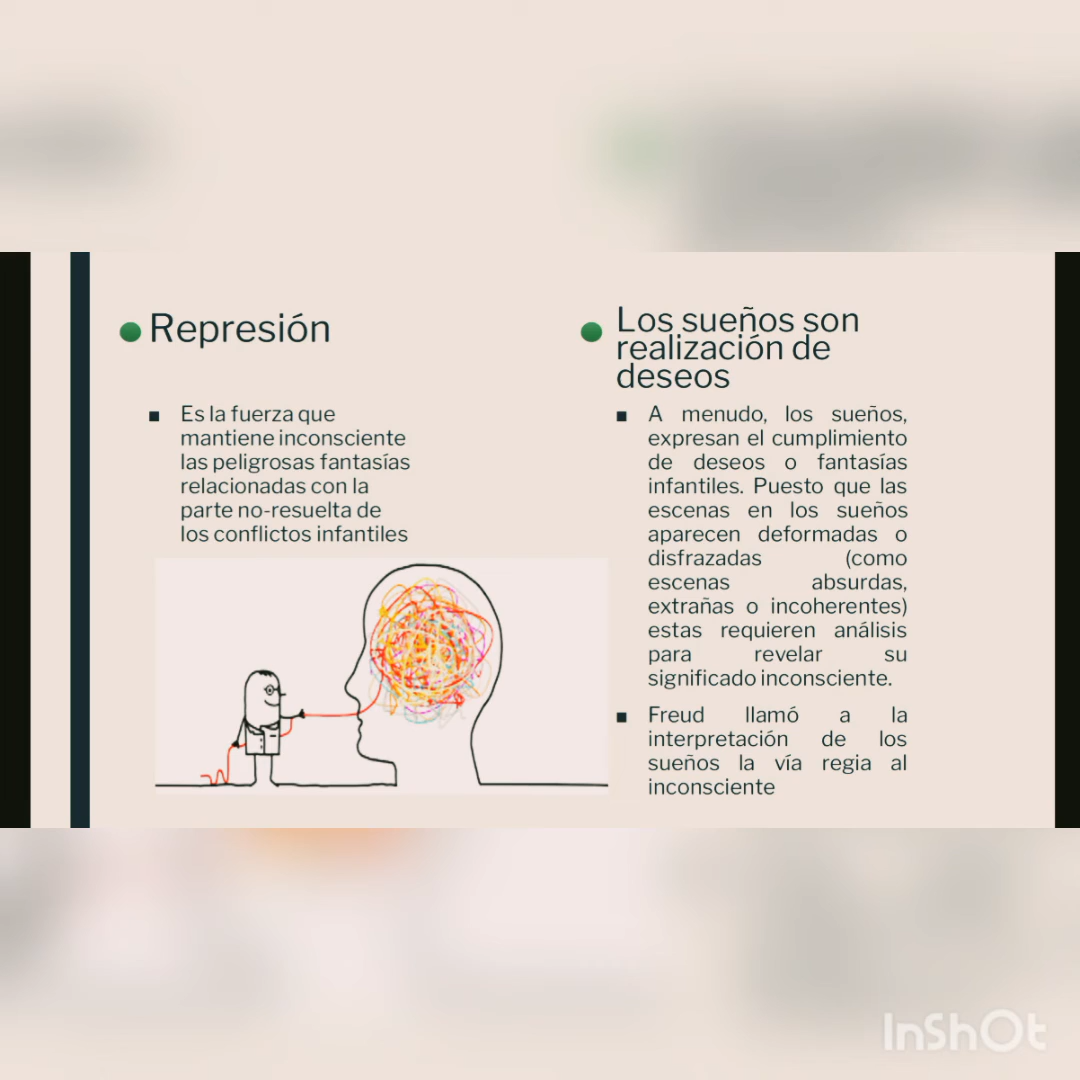 Represión
Es la fuerza que
mantiene inconsciente
las peligrosas fantasías
relacionadas con la
parte no-resuelta de
los conflictos infantiles
Los sueños son
realización de
deseos
A menudo, los sueños,
expresan el cumplimiento
de deseos o fantasías
infantiles. Puesto que las
escenas en los sueños
aparecen deformadas o
disfrazadas (como
escenas absurdas,
extrañas o incoherentes)
estas requieren análisis
para revelar su
significado inconsciente.
Freud llamó a la
interpretación de los
sueños la vía regia al
inconsciente
InShOt